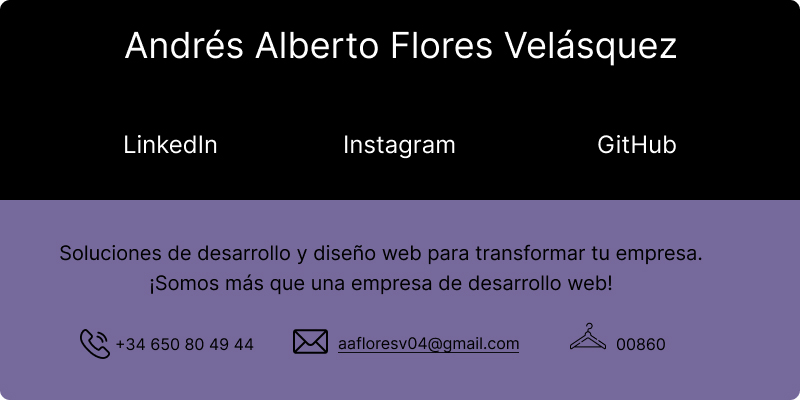 Andrés Alberto Flores Velásquez
LinkedIn Instagram GitHub
Soluciones de desarrollo y diseño web para transformar tu empresa.
¡Somos más que una empresa de desarrollo web!
+34 650 80 49 44 aafloresv04@gmail.com 00860